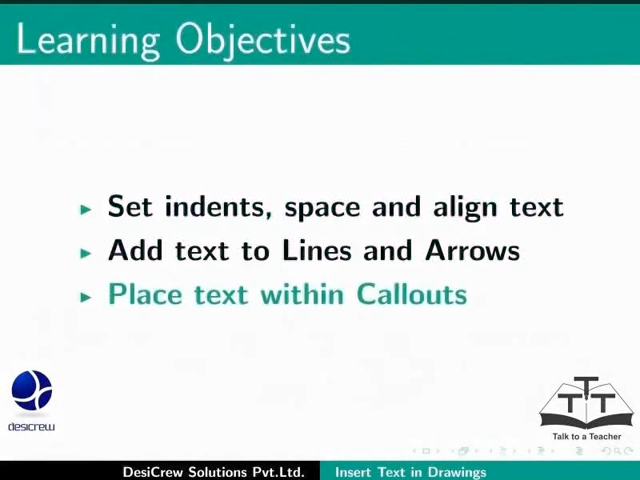 Learning Objectives
Set indents, space and align text
Add text to Lines and Arrows
Place text within Callouts
desicrew
TTT
Talk to a Teacher
DesiCrew Solutions Pvt.Ltd. Insert Text in Drawings